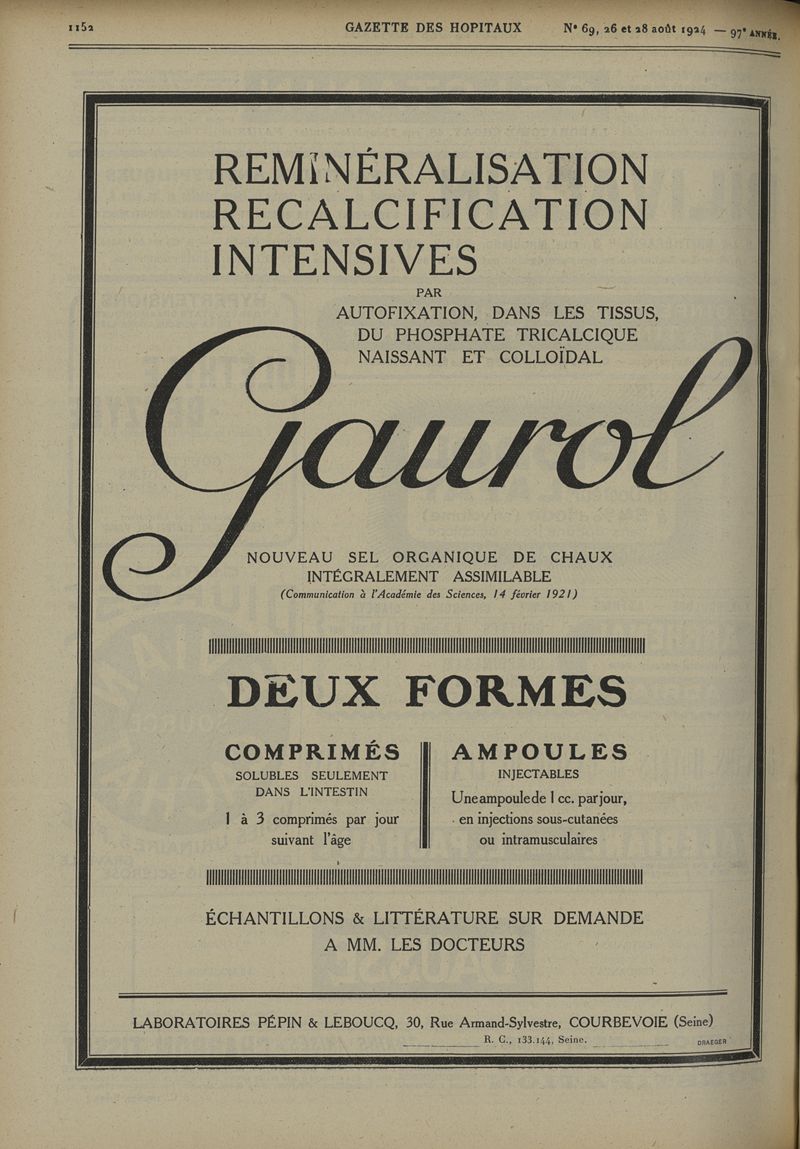 1152 GAZETTE DES HOPITAUX N° 69, 26 et 28 août 1924 — 97e ANNÉE.
REMINÉRALISATION
RECALCIFICATION
INTENSIVES
PAR
AUTOFIXATION, DANS LES TISSUS,
DU PHOSPHATE TRICALCIQUE
NAISSANT ET COLLOÏDAL
Gaurol
NOUVEAU SEL ORGANIQUE DE CHAUX
INTÉGRALEMENT ASSIMILABLE
(Communication à l'Académie des Sciences, 14 février 1921)
DEUX FORMES
COMPRIMÉS
SOLUBLES SEULEMENT
DANS L'INTESTIN
1 à 3 comprimés par jour
suivant l'âge
AMPOULES
INJECTABLES
Une ampoule de 1 cc. par jour,
en injections sous-cutanées
ou intramusculaires
ÉCHANTILLONS & LITTÉRATURE SUR DEMANDE
A MM. LES DOCTEURS
LABORATOIRES PÉPIN & LEBOUCQ, 30, Rue Armand-Sylvestre, COURBEVOIE (Seine)
R. C., 133.144, Seine.
DRAEGER